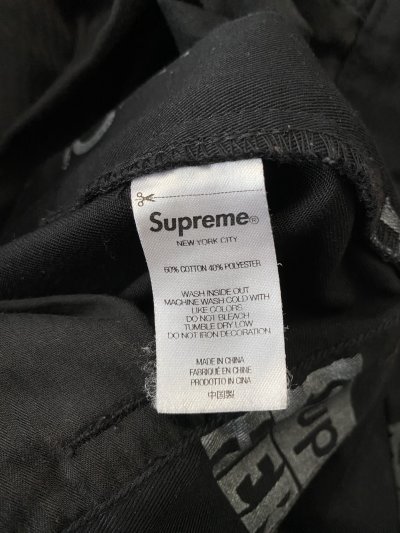 Supreme®
NEW YORK CITY
60% COTTON 40% POLYESTER
WASH INSIDE OUT
MACHINE WASH COLD WITH
LIKE COLORS
DO NOT BLEACH
TUMBLE DRY LOW
DO NOT IRON DECORATION
MADE IN CHINA
FABRIQUÉ EN CHINE
PRODOTTO IN CINA
中国製
SUP